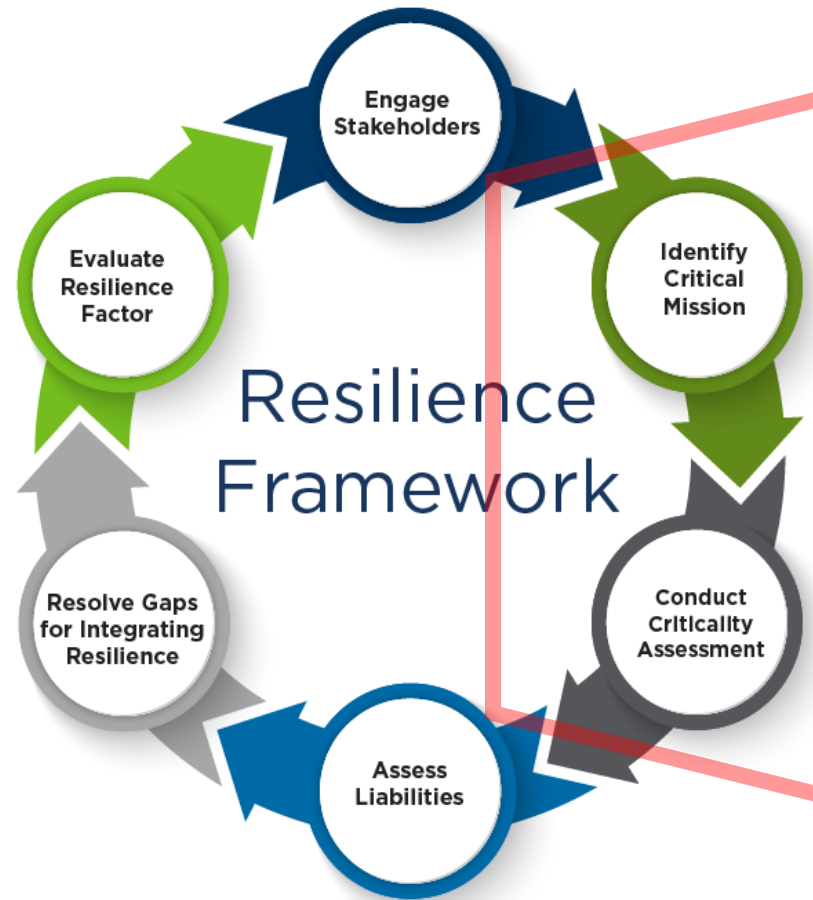 Engage
Stakeholders
Identify
Critical
Mission
Conduct
Criticality
Assessment
Assess
Liabilities
Resolve Gaps
for Integrating
Resilience
Evaluate
Resilience
Factor
Resilience
Framework